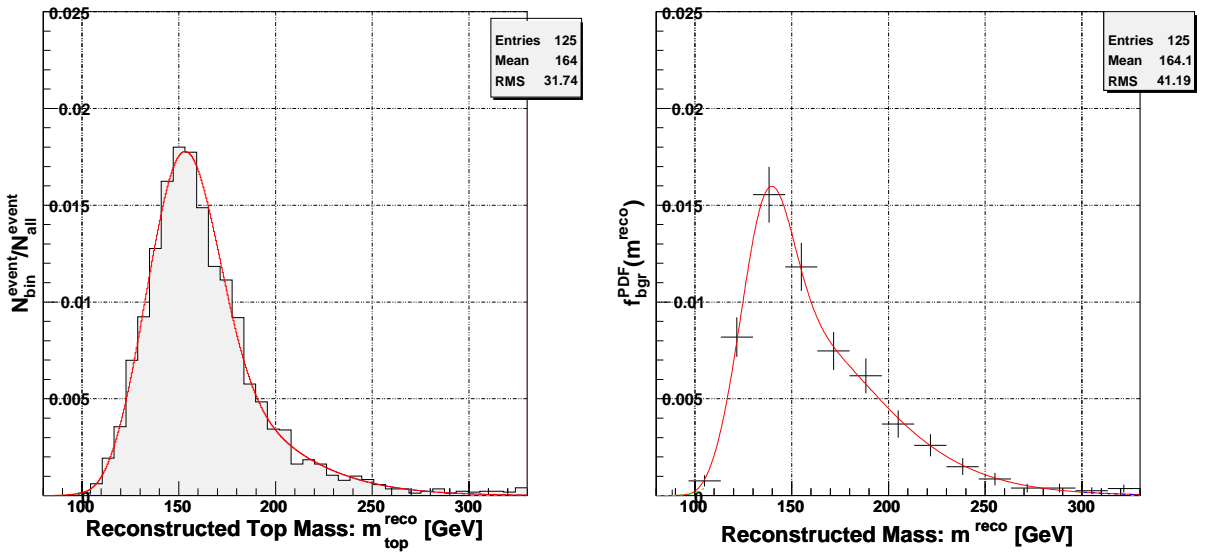 0.025
0.02
0.015
0.01
0.005
0
100
150
200
250
300
N_bin^event/N_all^event
Reconstructed Top Mass: m_top^reco [GeV]
Entries 125
Mean 164
RMS 31.74
0.025
0.02
0.015
0.01
0.005
0
100
150
200
250
300
f_bgr^PDF(m^reco)
Reconstructed Mass: m^reco [GeV]
Entries 125
Mean 164.1
RMS 41.19